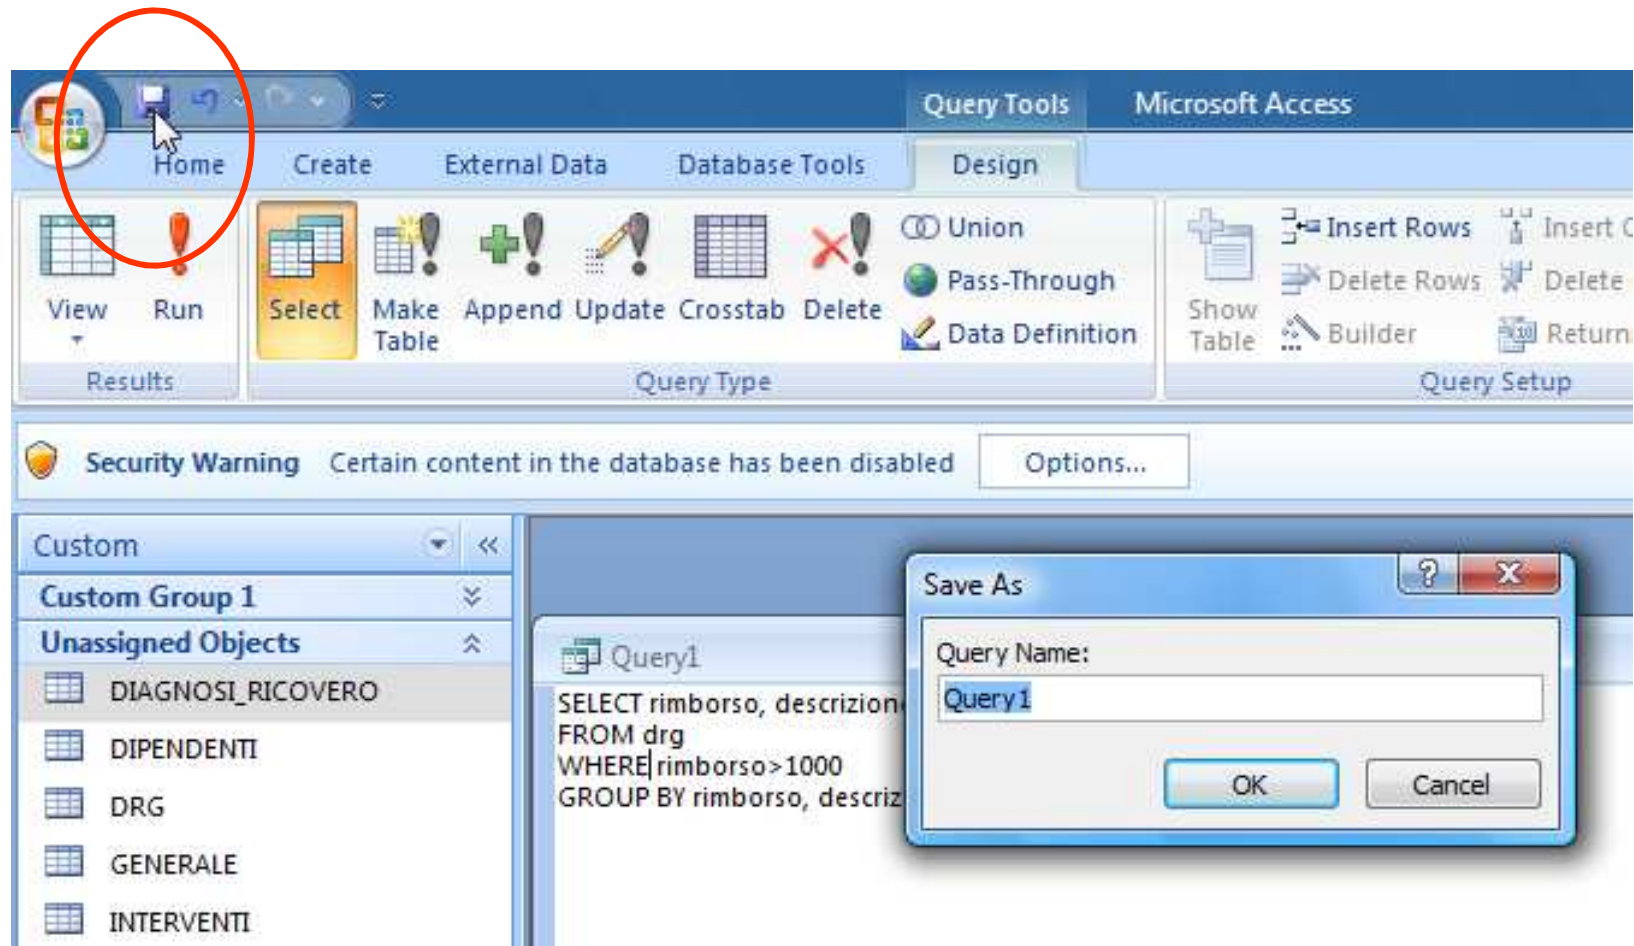 Query Tools Microsoft Access
Home Create External Data Database Tools Design
View Run Select Make Table Append Update Crosstab Delete
Union
Pass-Through
Data Definition
Show Table
Insert Rows
Delete Rows
Builder
Insert
Delete
Return
Results Query Type Query Setup
Security Warning Certain content in the database has been disabled Options...
Custom
Custom Group 1
Unassigned Objects
DIAGNOSI_RICOVERO
DIPENDENTI
DRG
GENERALE
INTERVENTI
Query1
SELECT rimborso, descrizion
FROM drg
WHERE rimborso>1000
GROUP BY rimborso, descriz
Save As
Query Name:
Query1
OK Cancel